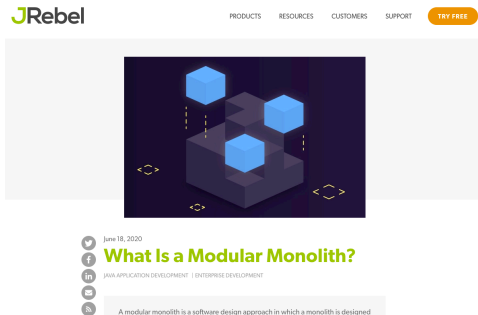 JRebel
PRODUCTS RESOURCES CUSTOMERS SUPPORT TRY FREE
June 18, 2020
What Is a Modular Monolith?
JAVA APPLICATION DEVELOPMENT | ENTERPRISE DEVELOPMENT
A modular monolith is a software design approach in which a monolith is designed